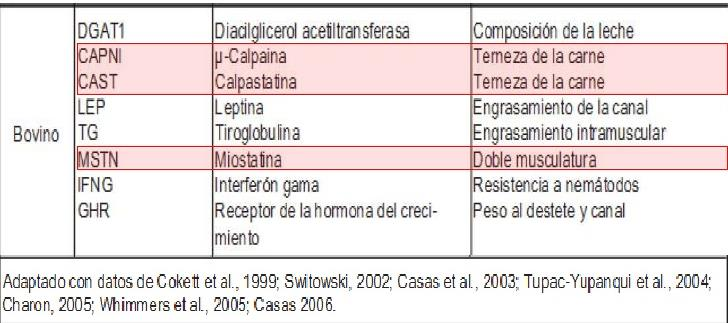 DGAT1 Diacilglicerol acetiltransferasa Composición de la leche
CAPNI µ-Calpaina Terneza de la carne
CAST Calpastatina Terneza de la carne
LEP Leptina Engrasamiento de la canal
Bovino TG Tiroglobulina Engrasamiento intramuscular
MSTN Miostatina Doble musculatura
IFNG Interferón gama Resistencia a nemátodos
GHR Receptor de la hormona del creci- Peso al destete y canal
miento
Adaptado con datos de Cokett et al., 1999; Switowski, 2002; Casas et al., 2003; Tupac-Yupanqui et al., 2004;
Charon, 2005; Whimmers et al., 2005; Casas 2006.